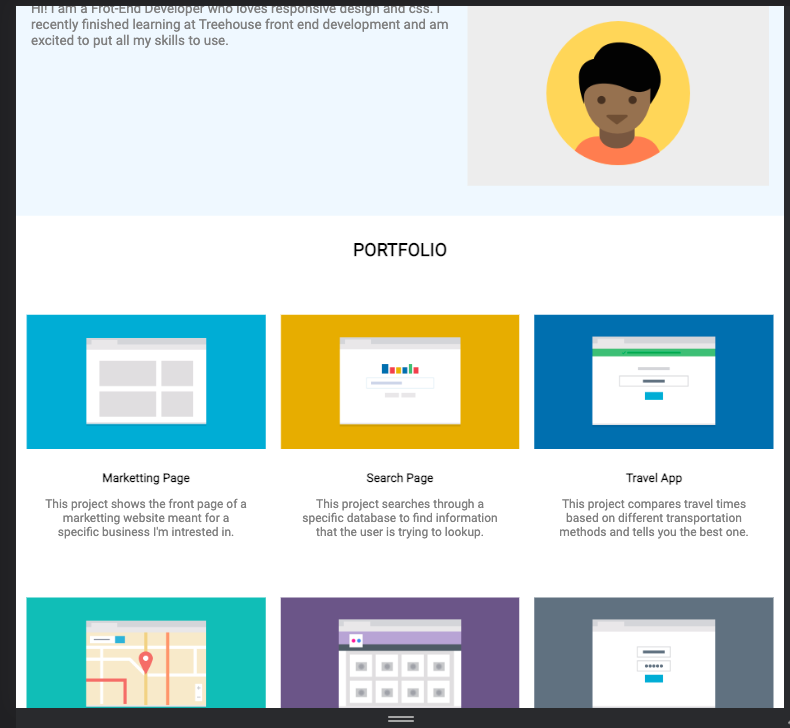 Hi! I am a Frot-End Developer who loves responsive design and css. I
recently finished learning at Treehouse front end development and am
excited to put all my skills to use.
PORTFOLIO
Marketting Page
This project shows the front page of a
marketting website meant for a
specific business I'm intrested in.
Search Page
This project searches through a
specific database to find information
that the user is trying to lookup.
Travel App
This project compares travel times
based on different transportation
methods and tells you the best one.